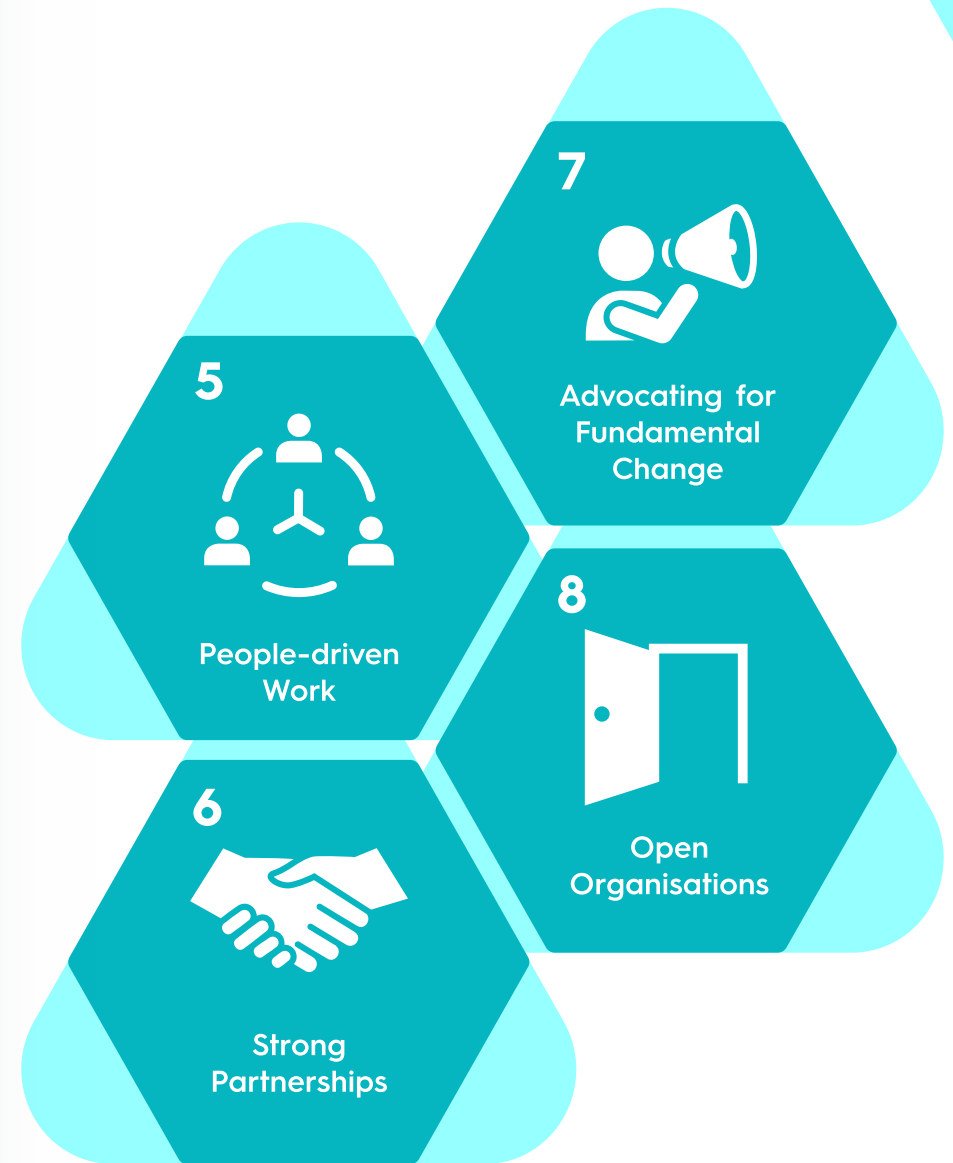 5
People-driven
Work
6
Strong
Partnerships
7
Advocating for
Fundamental
Change
8
Open
Organisations